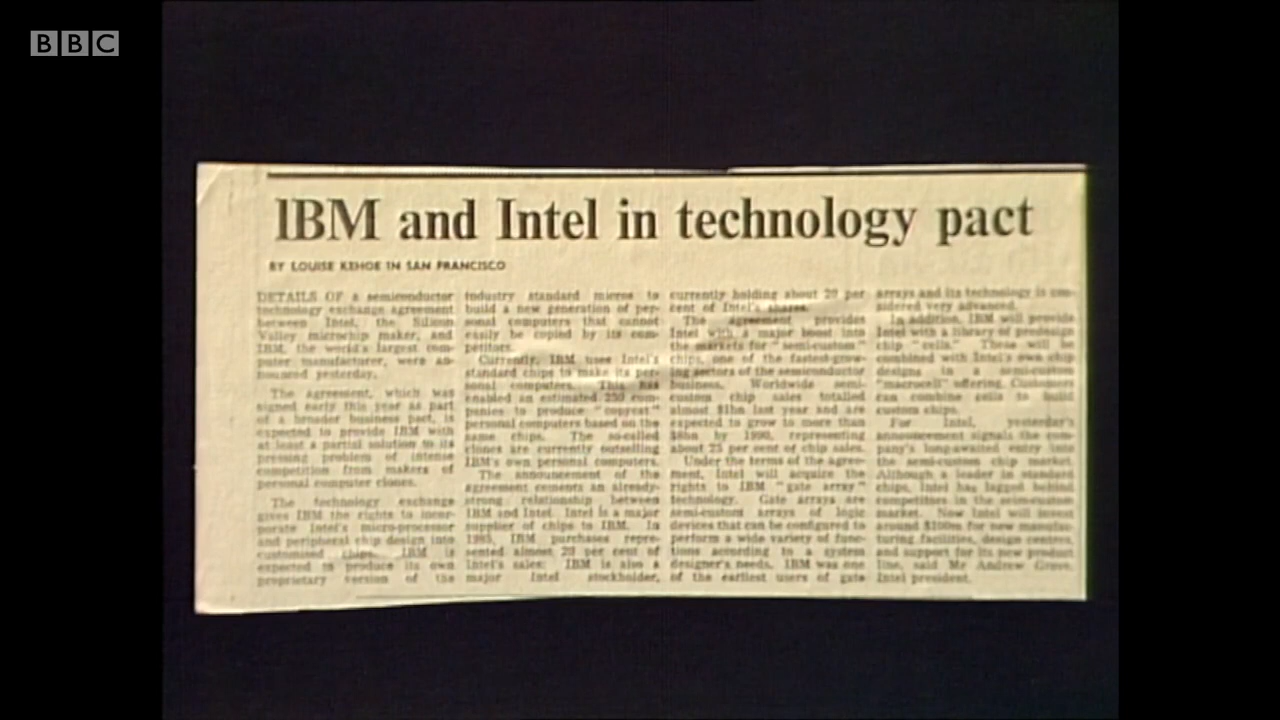 BBC
IBM and Intel in technology pact
BY LOUISE KEHOE IN SAN FRANCISCO
DETAILS OF a semiconductor
technology exchange agreement
between Intel, the Silicon
Valley microchip maker, and
IBM, the world's largest com-
puter manufacturer, were an-
nounced yesterday.
The agreement, which was
signed early this year as part
of a broader business pact, is
expected to provide IBM with
at least a partial solution to its
pressing problem of intense
competition from makers of
personal computer clones.
The technology exchange
gives IBM the rights to incor-
porate Intel's micro-processor
and peripheral chip design into
customised chips. IBM is
expected to produce its own
proprietary version of the
industry standard micros to
build a new generation of per-
sonal computers that cannot
easily be copied by its com-
petitors.
Currently, IBM uses Intel's
standard chips to make its per-
sonal computers. This has
enabled an estimated com-
panies to produce "copycat"
personal computers based on the
same chips. The so-called
clones are currently outselling
IBM's own personal computers.
The announcement of the
agreement cements an already-
strong relationship between
IBM and Intel. Intel is a major
supplier of chips to IBM. In
IBM purchases repre-
sented almost 20 per cent of
Intel's sales: IBM is also a
major Intel stockholder,
currently holding about 20 per
cent of Intel's shares.
The agreement provides
Intel with a major boost into
the markets for "semi-custom"
chips, one of the fastest-grow-
ing sectors of the semiconductor
business. Worldwide semi-
custom chip sales totalled
almost last year and are
expected to grow to more than
by 1990, representing
about 25 per cent of chip sales.
Under the terms of the agree-
ment, Intel will acquire the
rights to IBM "gate array"
technology. Gate arrays are
semi-custom arrays of logic
devices that can be configured to
perform a wide variety of func-
tions according to a system
designer's needs. IBM was one
of the earliest users of gate
arrays and its technology is con-
sidered very advanced.
In addition, IBM will provide
Intel with a library of predesign
chip "cells." These will be
combined with Intel's own chip
designs in a semi-custom
"macrocell" offering. Customers
can combine cells to build
custom chips.
For Intel, yesterday's
announcement signals the com-
pany's long-awaited entry into
the semi-custom chip market.
Although a leader in standard
chips, Intel has lagged behind
competitors in the semi-custom
market. Now Intel will invest
around for new manufac-
turing facilities, design centers,
and support for its new product
line, said Mr Andrew Grove,
Intel president.